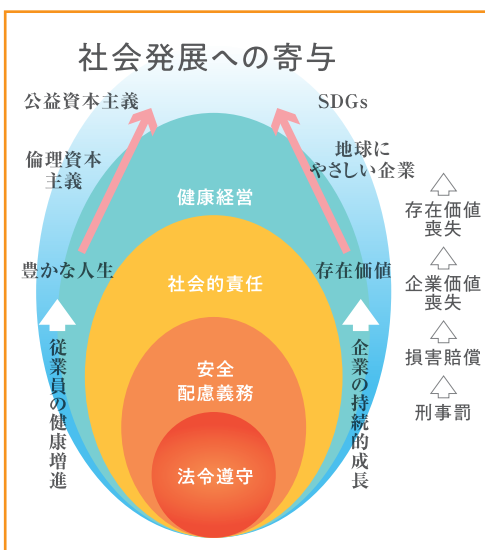 社会発展への寄与
公益資本主義
SDGs
倫理資本
主義
地球に
やさしい企業
健康経営
豊かな人生
存在価値
社会的責任
従業員の健康増進
企業の持続的成長
安全
配慮義務
法令遵守
存在価値
喪失
企業価値
喪失
損害賠償
刑事罰